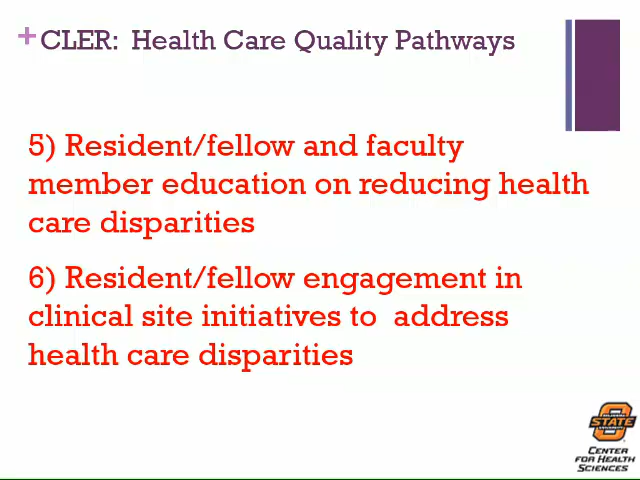 + CLER: Health Care Quality Pathways
5) Resident/fellow and faculty
member education on reducing health
care disparities
6) Resident/fellow engagement in
clinical site initiatives to address
health care disparities
STATE
CENTER
FOR HEALTH
SCIENCES